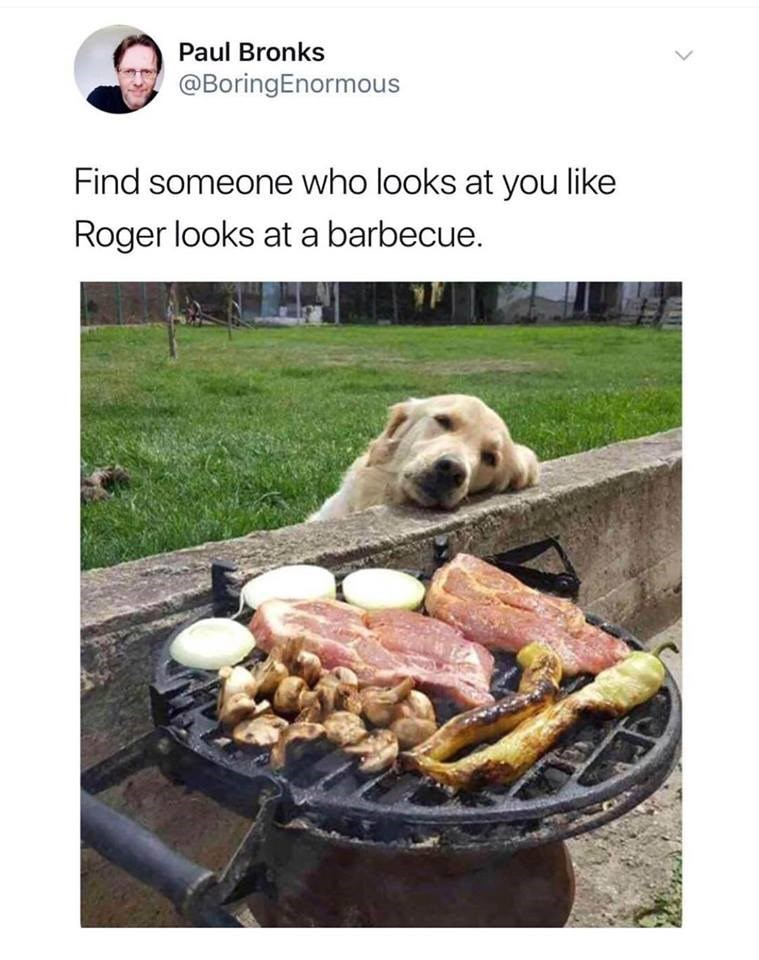 Paul Bronks
@BoringEnormous
Find someone who looks at you like
Roger looks at a barbecue.